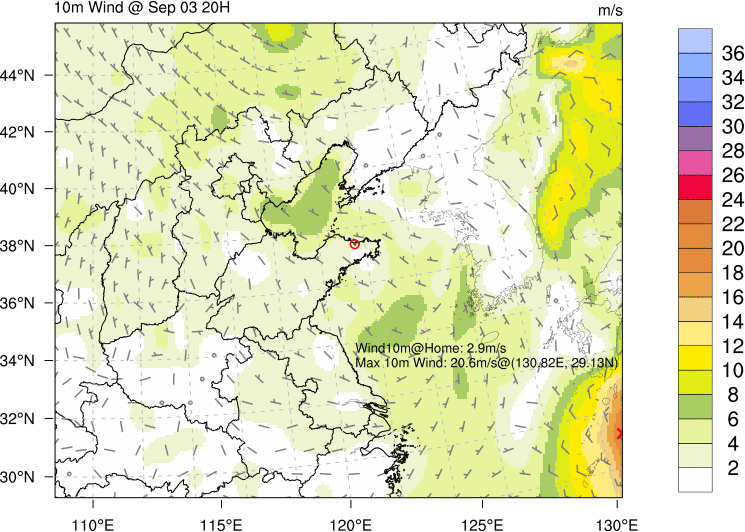 10m Wind @ Sep 03 20H
m/s
44°N
42°N
40°N
38°N
36°N
34°N
32°N
30°N
Wind10m@Home: 2.9m/s
Max 10m Wind: 20.6m/s@(130.82E, 29.13N)
110°E
115°E
120°E
125°E
130°E
36
34
32
30
28
26
24
22
20
18
16
14
12
10
8
6
4
2